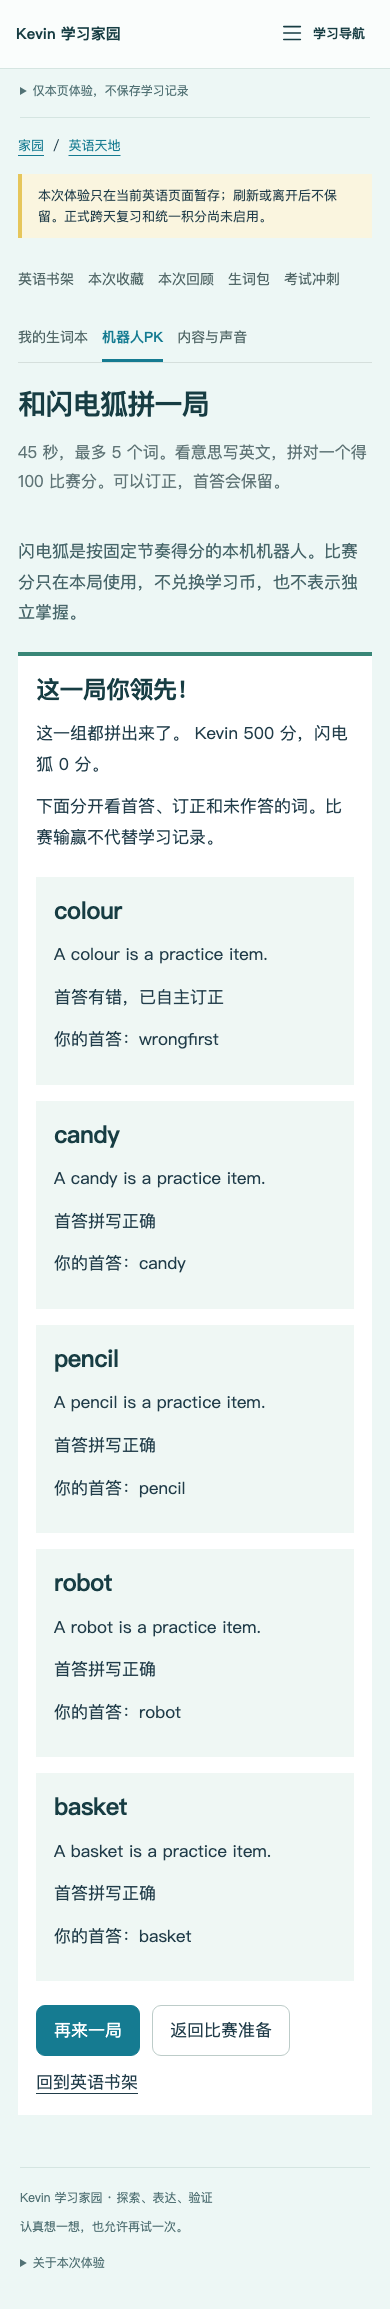 Kevin 学习家园
学习导航
仅本页体验，不保存学习记录
家园 / 英语天地
本次体验只在当前英语页面暂存；刷新或离开后不保
留。正式跨天复习和统一积分尚未启用。
英语书架 本次收藏 本次回顾 生词包 考试冲刺
我的生词本 机器人PK 内容与声音
和闪电狐拼一局
45 秒，最多 5 个词。看意思写英文，拼对一个得
100 比赛分。可以订正，首答会保留。
闪电狐是按固定节奏得分的本机机器人。比赛
分只在本局使用，不兑换学习币，也不表示独
立掌握。
这一局你领先！
这一组都拼出来了。 Kevin 500 分，闪电
狐 0 分。
下面分开看首答、订正和未作答的词。比
赛输赢不代替学习记录。
colour
A colour is a practice item.
首答有错，已自主订正
你的首答：wrongfirst
candy
A candy is a practice item.
首答拼写正确
你的首答：candy
pencil
A pencil is a practice item.
首答拼写正确
你的首答：pencil
robot
A robot is a practice item.
首答拼写正确
你的首答：robot
basket
A basket is a practice item.
首答拼写正确
你的首答：basket
再来一局
返回比赛准备
回到英语书架
Kevin 学习家园 · 探索、表达、验证
认真想一想，也允许再试一次。
关于本次体验